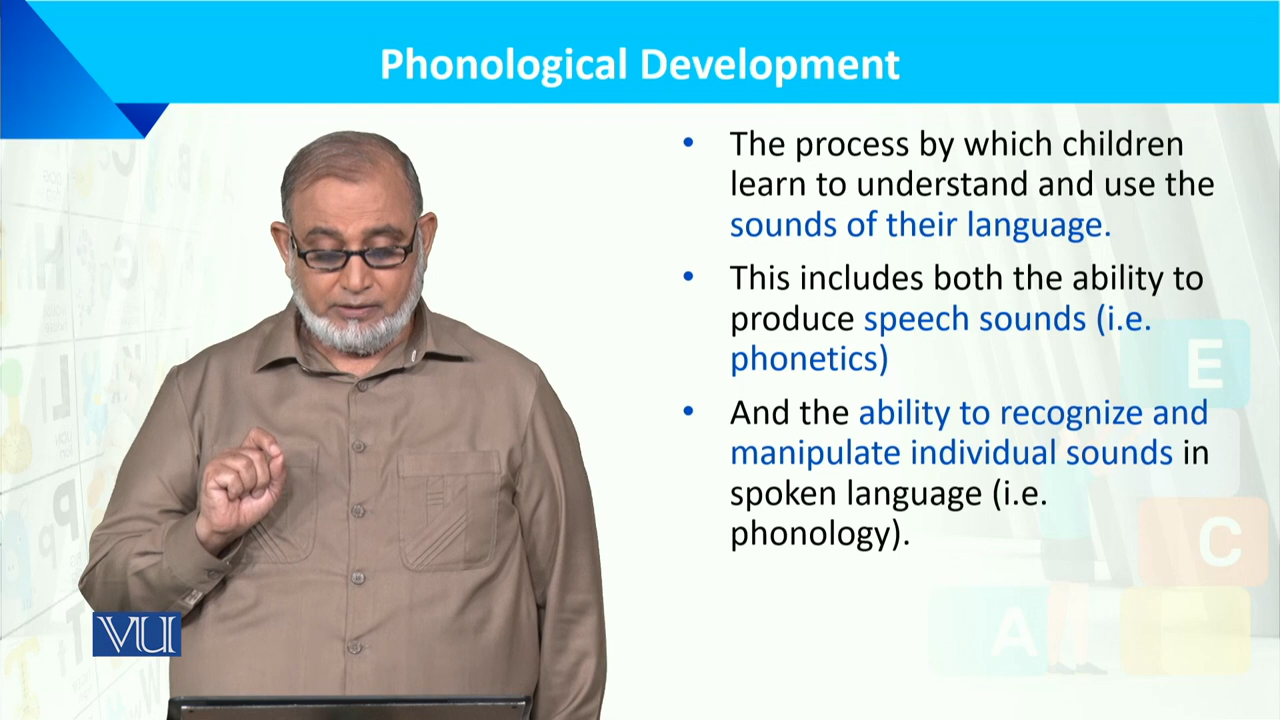 Phonological Development
• The process by which children
learn to understand and use the
sounds of their language.
• This includes both the ability to
produce speech sounds (i.e.
phonetics)
• And the ability to recognize and
manipulate individual sounds in
spoken language (i.e.
phonology).
VU
E
C
A